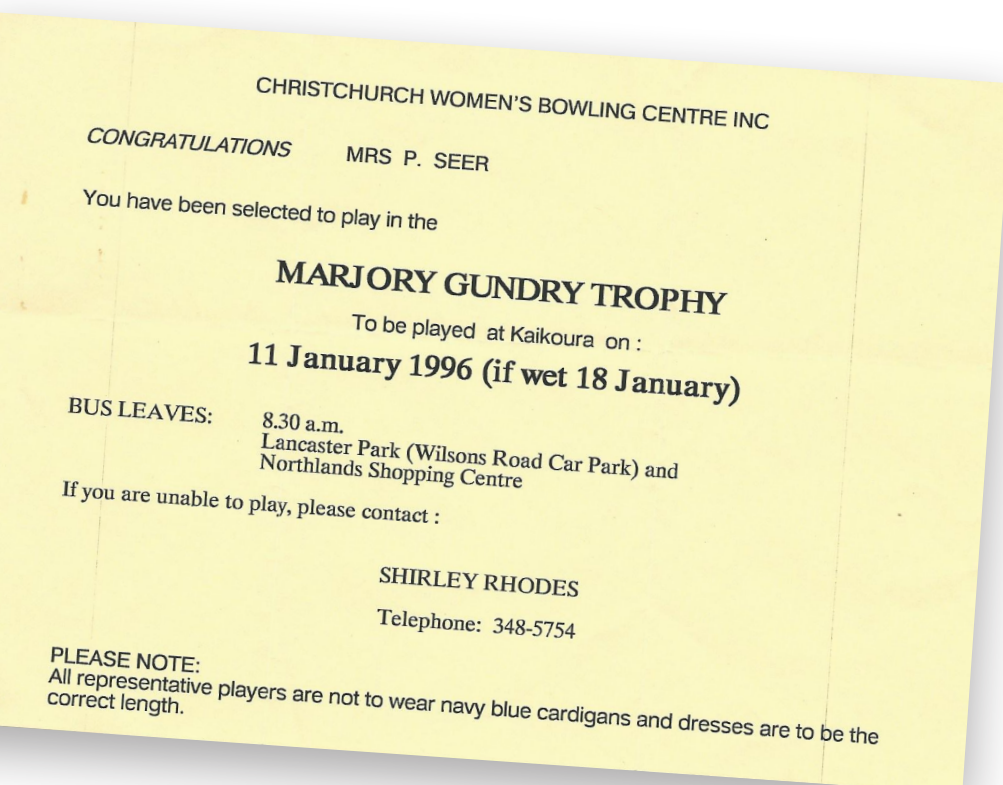 CHRISTCHURCH WOMEN'S BOWLING CENTRE INC
CONGRATULATIONS MRS P. SEER
You have been selected to play in the
MARJORY GUNDRY TROPHY
To be played at Kaikoura on :
11 January 1996 (if wet 18 January)
BUS LEAVES: 8.30 a.m.
Lancaster Park (Wilsons Road Car Park) and
Northlands Shopping Centre
If you are unable to play, please contact :
SHIRLEY RHODES
Telephone: 348-5754
PLEASE NOTE:
All representative players are not to wear navy blue cardigans and dresses are to be the
correct length.